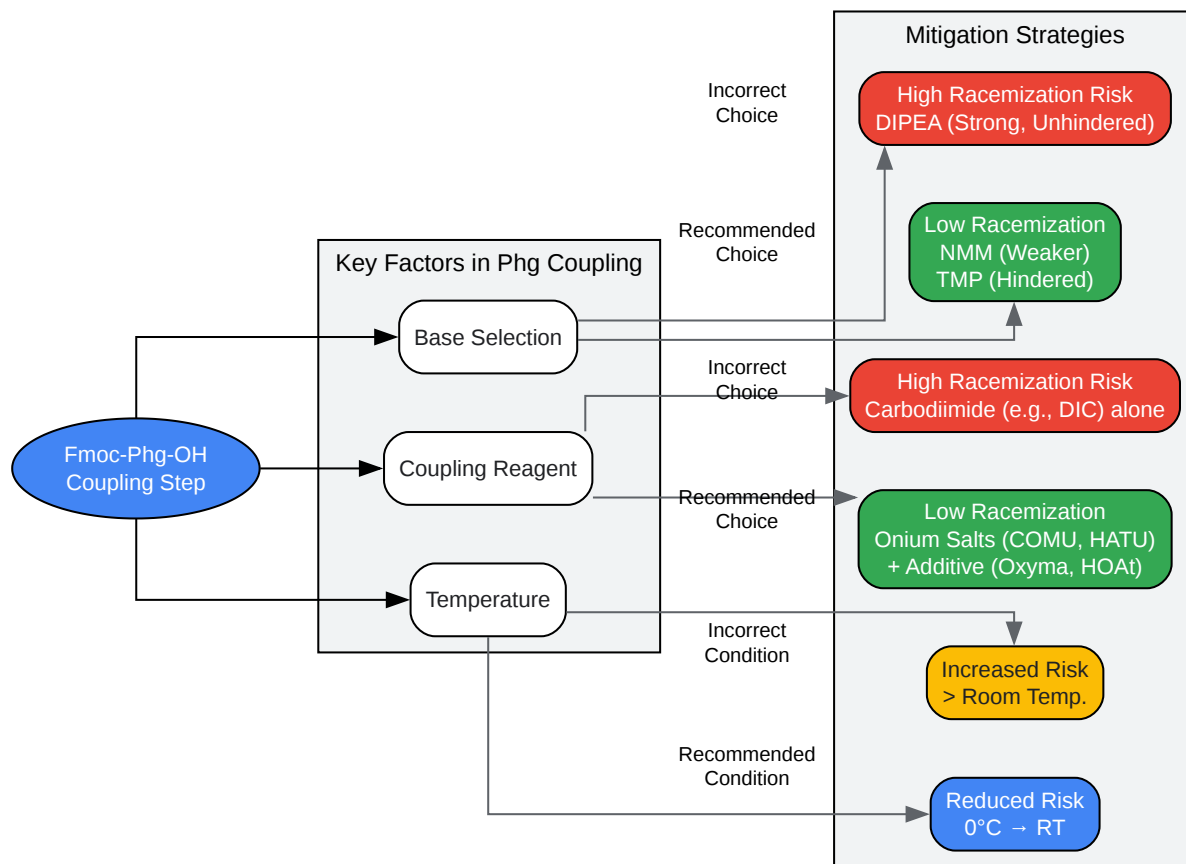 Mitigation Strategies
Incorrect
Choice
High Racemization Risk
DIPEA (Strong, Unhindered)
Recommended
Choice
Low Racemization
NMM (Weaker)
TMP (Hindered)
Key Factors in Phg Coupling
Base Selection
Incorrect
Choice
High Racemization Risk
Carbodiimide (e.g., DIC) alone
Fmoc-Phg-OH
Coupling Step
Coupling Reagent
Recommended
Choice
Low Racemization
Onium Salts (COMU, HATU)
+ Additive (Oxyma, HOAt)
Temperature
Incorrect
Condition
Increased Risk
> Room Temp.
Recommended
Condition
Reduced Risk
0°C → RT